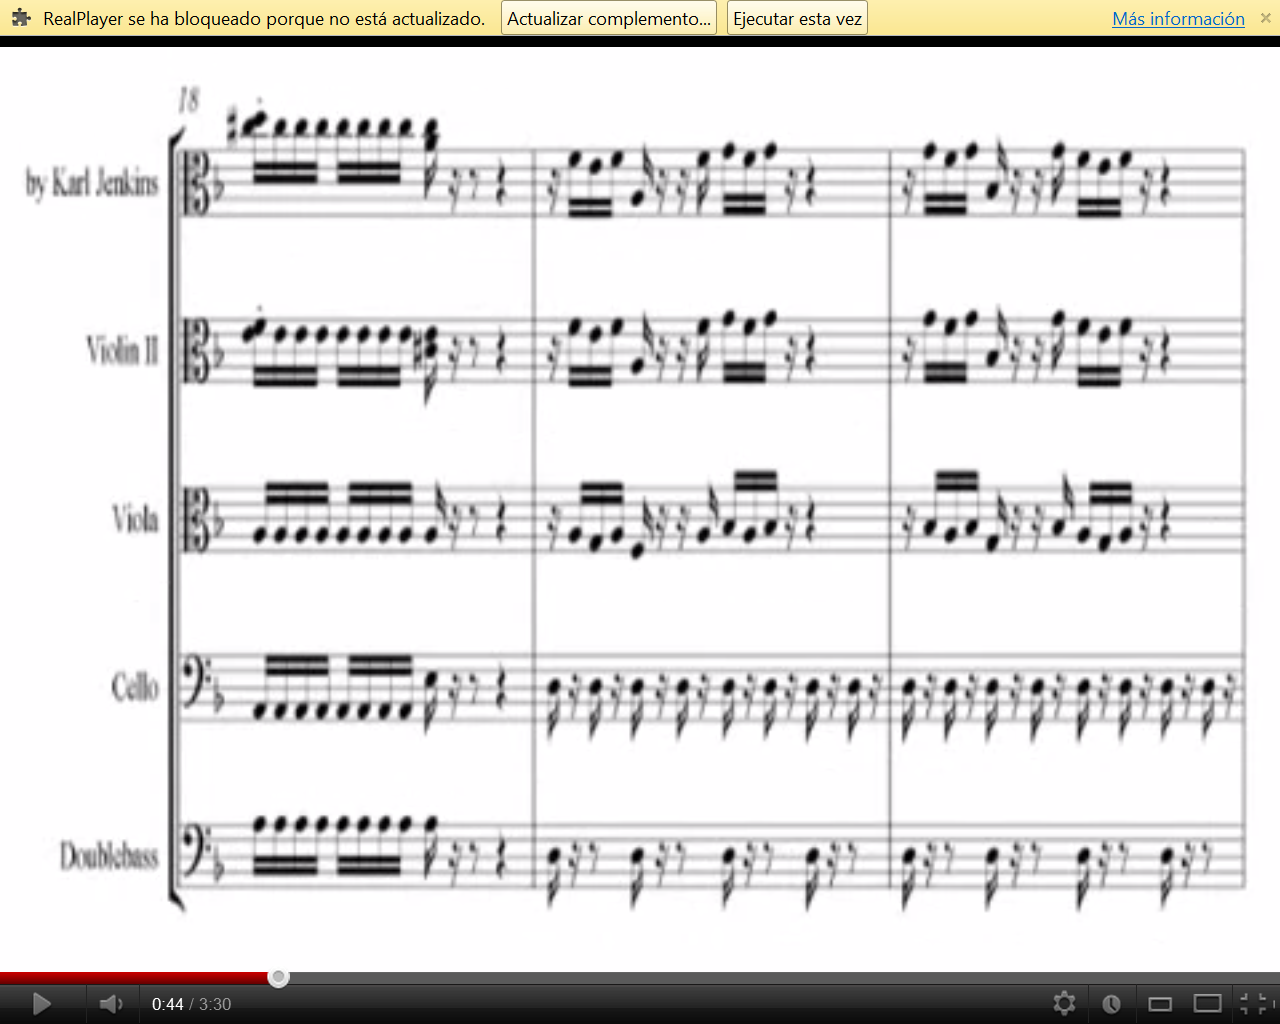 RealPlayer se ha bloqueado porque no está actualizado. Actualizar complemento... Ejecutar esta vez Más información
18
by Karl Jenkins
Violin II
Viola
Cello
Doublebass
0:44 / 3:30